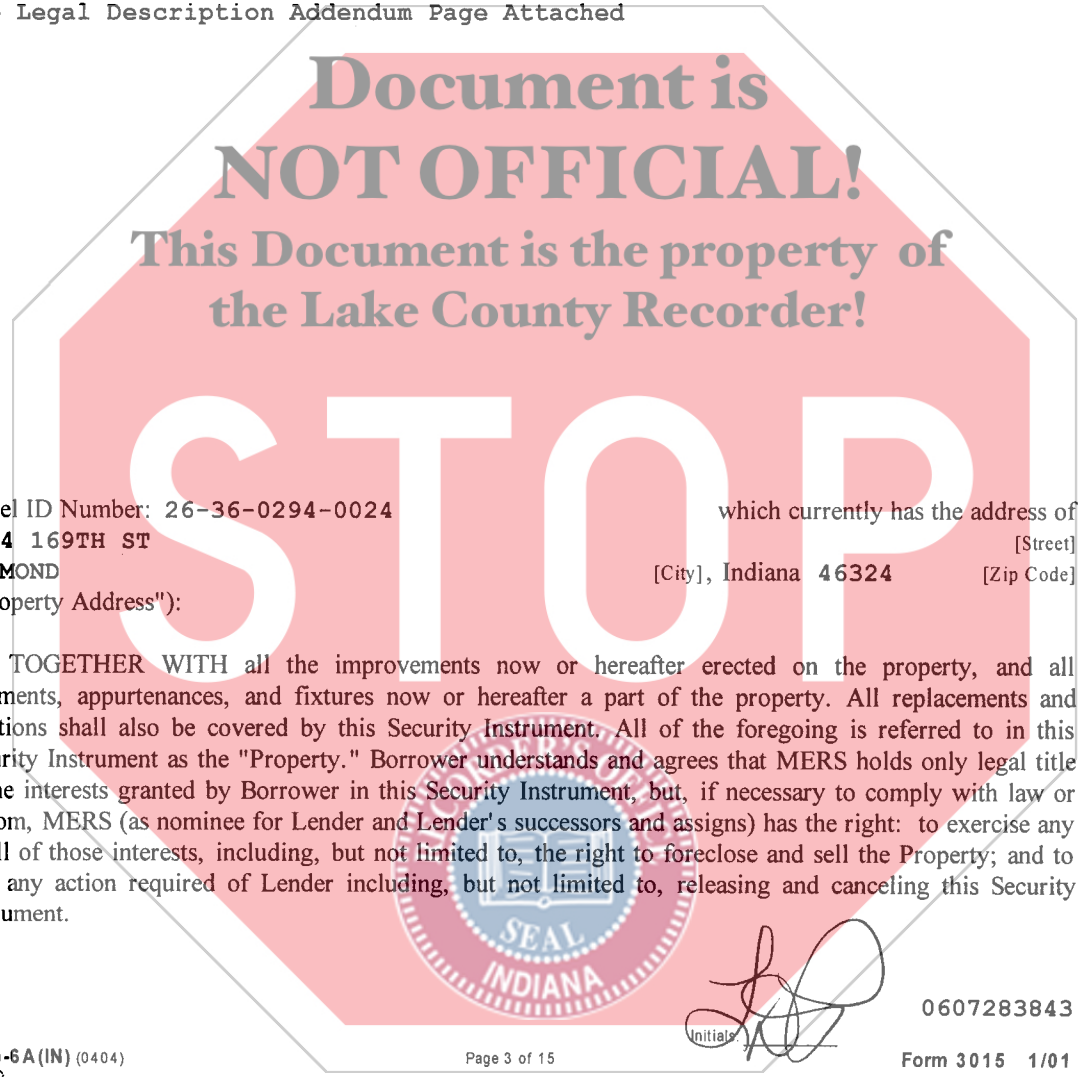 Legal Description Addendum Page Attached
Document is
NOT OFFICIAL!
This Document is the property of
the Lake County Recorder!
STOP
el ID Number: 26-36-0294-0024 which currently has the address of
4 169TH ST [Street]
MOND [City], Indiana 46324 [Zip Code]
operty Address"):
TOGETHER WITH all the improvements now or hereafter erected on the property, and all
ments, appurtenances, and fixtures now or hereafter a part of the property. All replacements and
tions shall also be covered by this Security Instrument. All of the foregoing is referred to in this
rity Instrument as the "Property." Borrower understands and agrees that MERS holds only legal title
ne interests granted by Borrower in this Security Instrument, but, if necessary to comply with law or
om, MERS (as nominee for Lender and Lender's successors and assigns) has the right: to exercise any
ll of those interests, including, but not limited to, the right to foreclose and sell the Property; and to
any action required of Lender including, but not limited to, releasing and canceling this Security
ument.
RECORDER'S OFFICE
SEAL
INDIANA
0607283843
Initials:
-6A(IN) (0404) Page 3 of 15 Form 3015 1/01